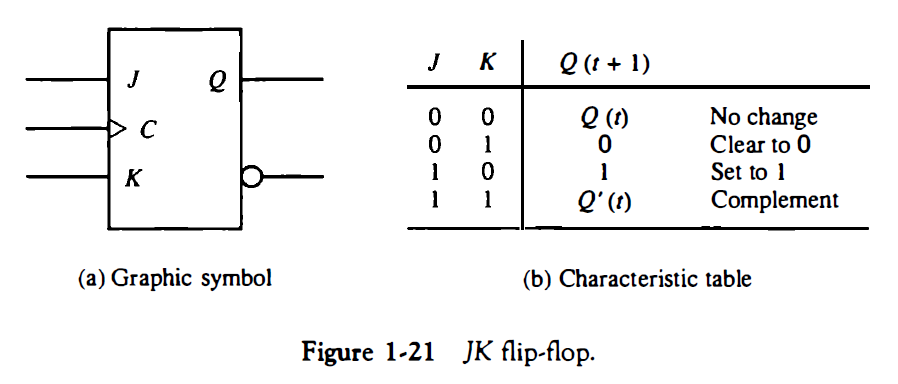 J Q
C
K
(a) Graphic symbol
J K Q (t + 1)
0 0 Q (t) No change
0 1 0 Clear to 0
1 0 1 Set to 1
1 1 Q' (t) Complement
(b) Characteristic table
Figure 1-21 JK flip-flop.